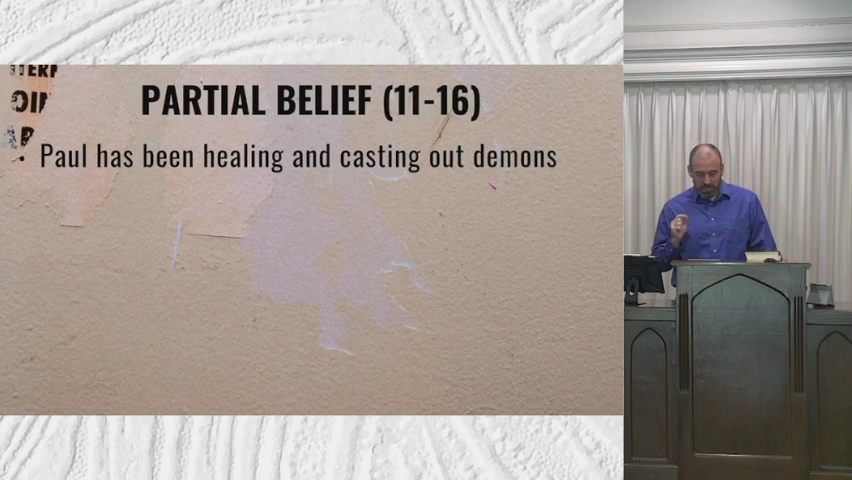 PARTIAL BELIEF (11-16)
• Paul has been healing and casting out demons